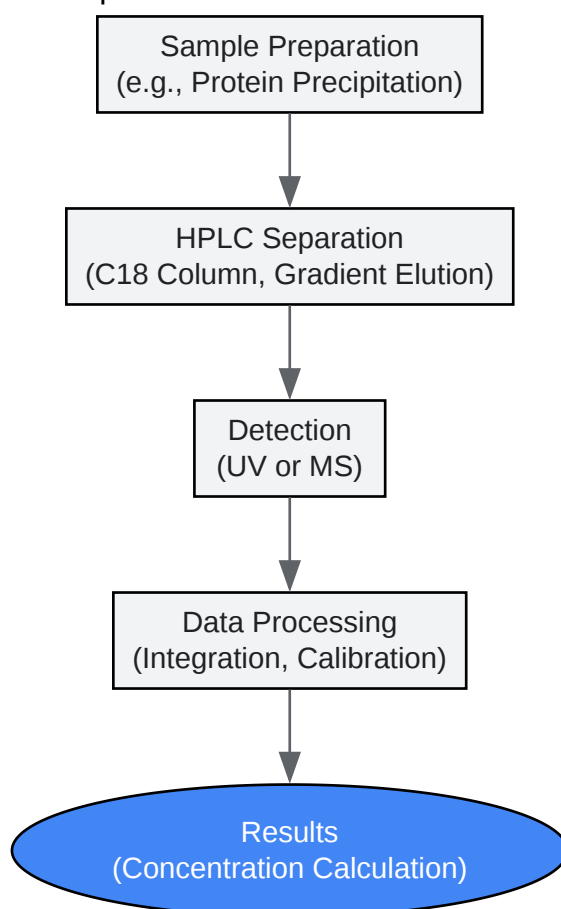 Sample Preparation
(e.g., Protein Precipitation)
HPLC Separation
(C18 Column, Gradient Elution)
Detection
(UV or MS)
Data Processing
(Integration, Calibration)
Results
(Concentration Calculation)